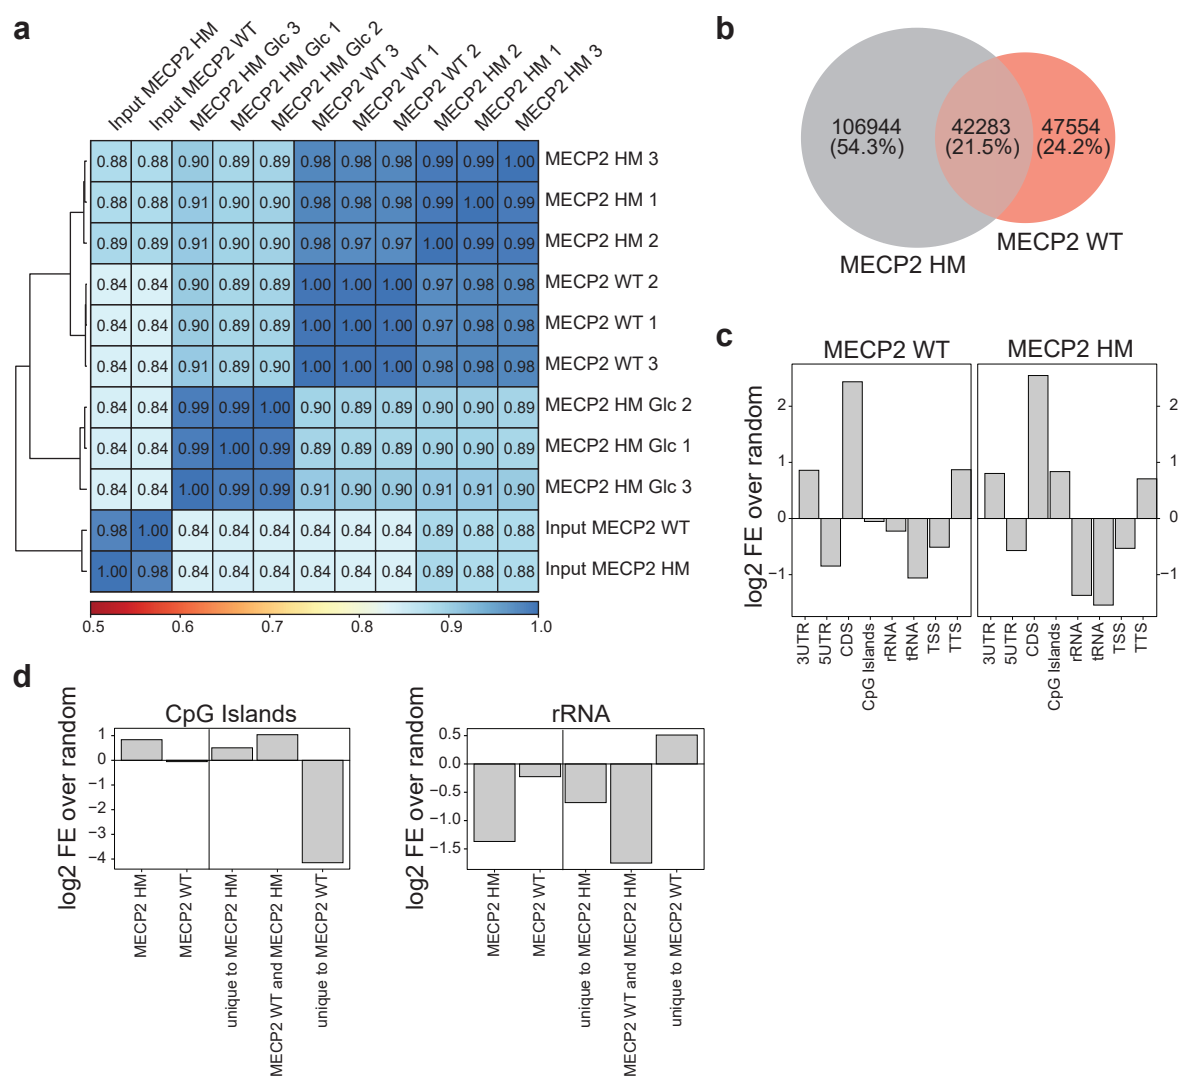 a
Input MECP2 HM
Input MECP2 WT
MECP2 HM Glc 3
MECP2 HM Glc 1
MECP2 HM Glc 2
MECP2 WT 3
MECP2 WT 1
MECP2 WT 2
MECP2 HM 2
MECP2 HM 1
MECP2 HM 3
0.88 0.88 0.90 0.89 0.89 0.98 0.98 0.98 0.99 0.99 1.00 MECP2 HM 3
0.88 0.88 0.91 0.90 0.90 0.98 0.98 0.98 0.99 1.00 0.99 MECP2 HM 1
0.89 0.89 0.91 0.90 0.90 0.98 0.97 0.97 1.00 0.99 0.99 MECP2 HM 2
0.84 0.84 0.90 0.89 0.89 1.00 1.00 1.00 0.97 0.98 0.98 MECP2 WT 2
0.84 0.84 0.90 0.89 0.89 1.00 1.00 1.00 0.97 0.98 0.98 MECP2 WT 1
0.84 0.84 0.91 0.89 0.90 1.00 1.00 1.00 0.98 0.98 0.98 MECP2 WT 3
0.84 0.84 0.99 0.99 1.00 0.90 0.89 0.89 0.90 0.90 0.89 MECP2 HM Glc 2
0.84 0.84 0.99 1.00 0.99 0.89 0.89 0.89 0.90 0.90 0.89 MECP2 HM Glc 1
0.84 0.84 1.00 0.99 0.99 0.91 0.90 0.90 0.91 0.91 0.90 MECP2 HM Glc 3
0.98 1.00 0.84 0.84 0.84 0.84 0.84 0.84 0.89 0.88 0.88 Input MECP2 WT
1.00 0.98 0.84 0.84 0.84 0.84 0.84 0.84 0.89 0.88 0.88 Input MECP2 HM
0.5 0.6 0.7 0.8 0.9 1.0
b
106944
(54.3%)
42283
(21.5%)
47554
(24.2%)
MECP2 WT
MECP2 HM
c
MECP2 WT
MECP2 HM
log2 FE over random
2
1
0
−1
2
1
0
−1
2
1
0
−1
3UTR
5UTR
CDS
CpG Islands
rRNA
tRNA
TSS
TTS
3UTR
5UTR
CDS
CpG Islands
rRNA
tRNA
TSS
TTS
d
CpG Islands
log2 FE over random
1
0
−1
−2
−3
−4
MECP2 HM
MECP2 WT
unique to MECP2 HM
MECP2 WT and MECP2 HM
unique to MECP2 WT
rRNA
log2 FE over random
0.5
0.0
−0.5
−1.0
−1.5
MECP2 HM
MECP2 WT
unique to MECP2 HM
MECP2 WT and MECP2 HM
unique to MECP2 WT